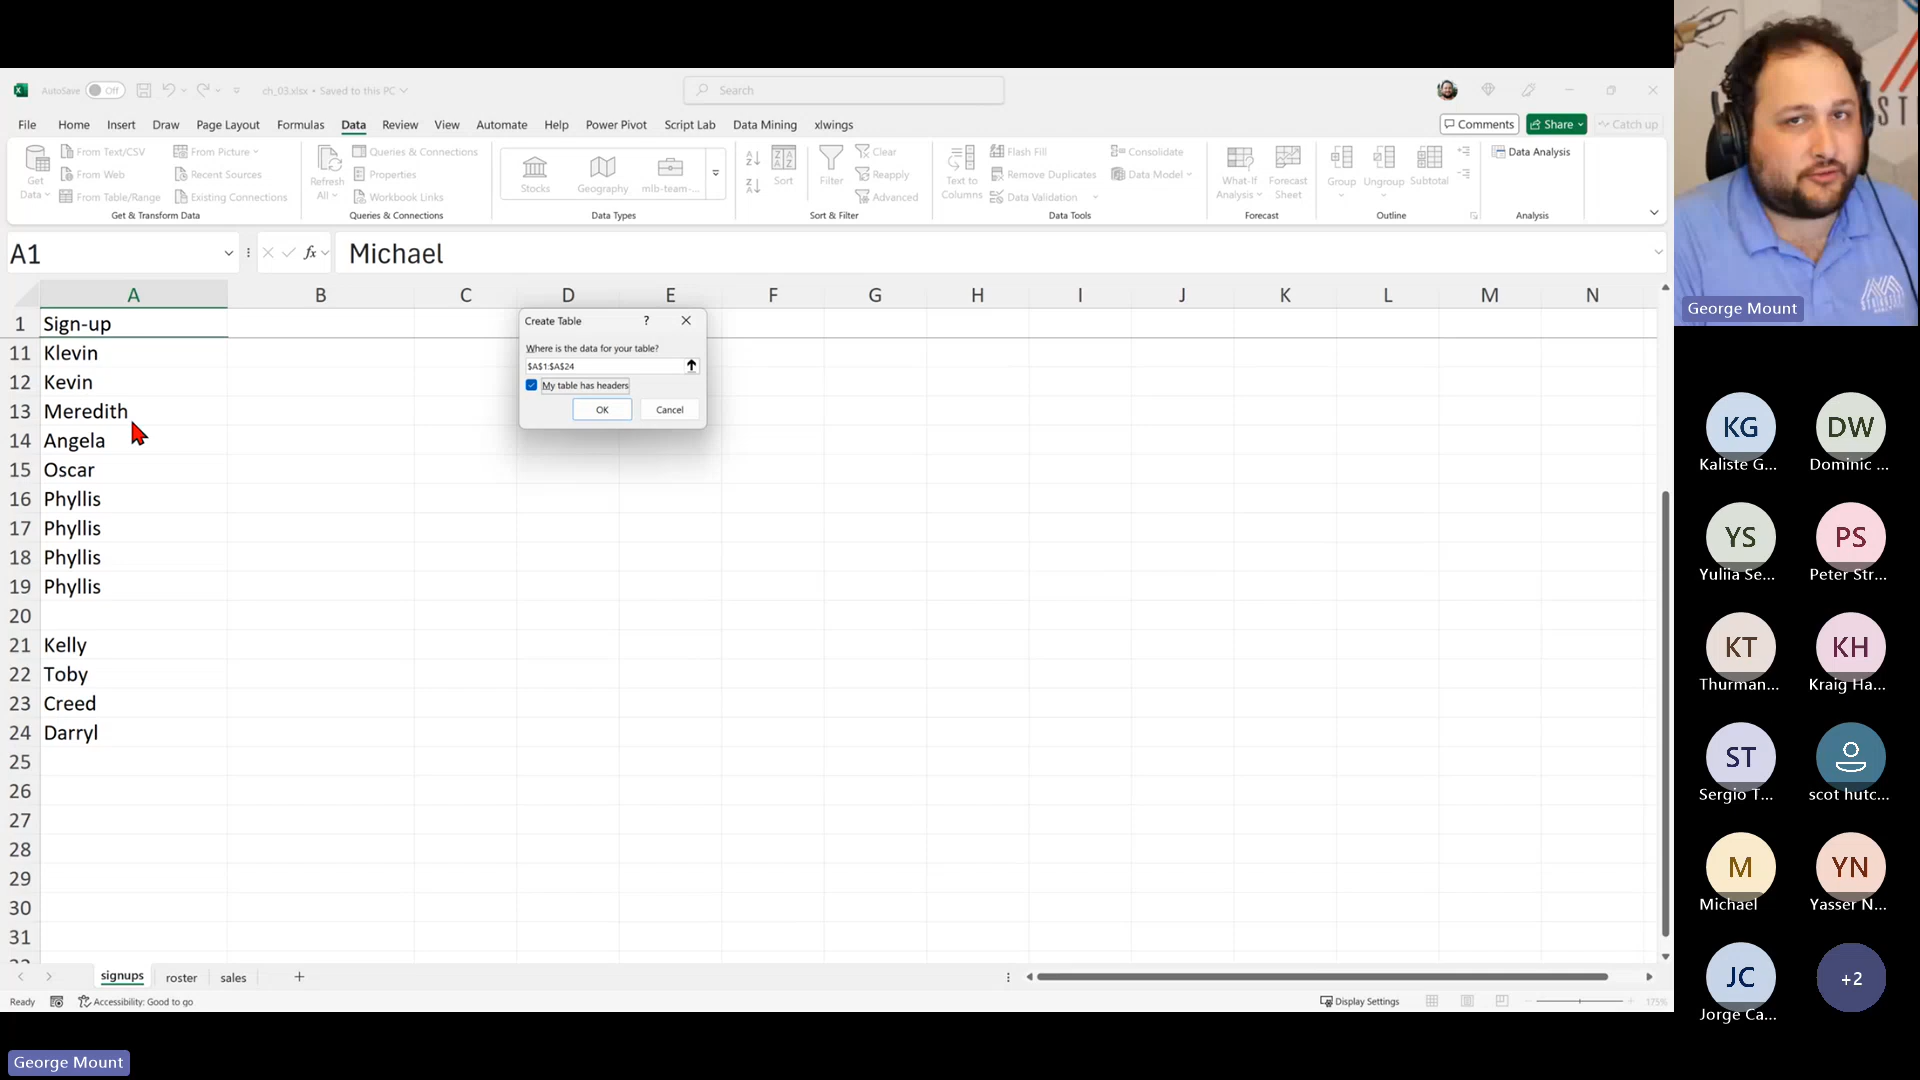 AutoSave Off ch_03.xlsx • Saved to this PC Search
File Home Insert Draw Page Layout Formulas Data Review View Automate Help Power Pivot Script Lab Data Mining xlwings Comments Share Catch up
Get Data
From Text/CSV
From Web
From Table/Range
From Picture
Recent Sources
Existing Connections
Get & Transform Data
Refresh All
Queries & Connections
Properties
Workbook Links
Queries & Connections
Stocks Geography mlb-team-...
Data Types
Sort
Filter
Clear
Reapply
Advanced
Sort & Filter
Text to Columns
Flash Fill
Remove Duplicates
Data Validation
Consolidate
Data Model
Data Tools
What-If Analysis
Forecast Sheet
Forecast
Group Ungroup Subtotal
Outline
Data Analysis
Analysis
A1 fx Michael
A B C D E F G H I J K L M N
1 Sign-up
11 Klevin
12 Kevin
13 Meredith
14 Angela
15 Oscar
16 Phyllis
17 Phyllis
18 Phyllis
19 Phyllis
20
21 Kelly
22 Toby
23 Creed
24 Darryl
25
26
27
28
29
30
31
Create Table ?
Where is the data for your table?
$A$1:$A$24
My table has headers
OK Cancel
signups roster sales
Ready Accessibility: Good to go Display Settings 175%
George Mount
George Mount
KG DW
Kaliste G... Dominic ...
YS PS
Yuliia Se... Peter Str...
KT KH
Thurman... Kraig Ha...
ST
Sergio T... scot hutc...
M YN
Michael Yasser N...
JC +2
Jorge Ca...